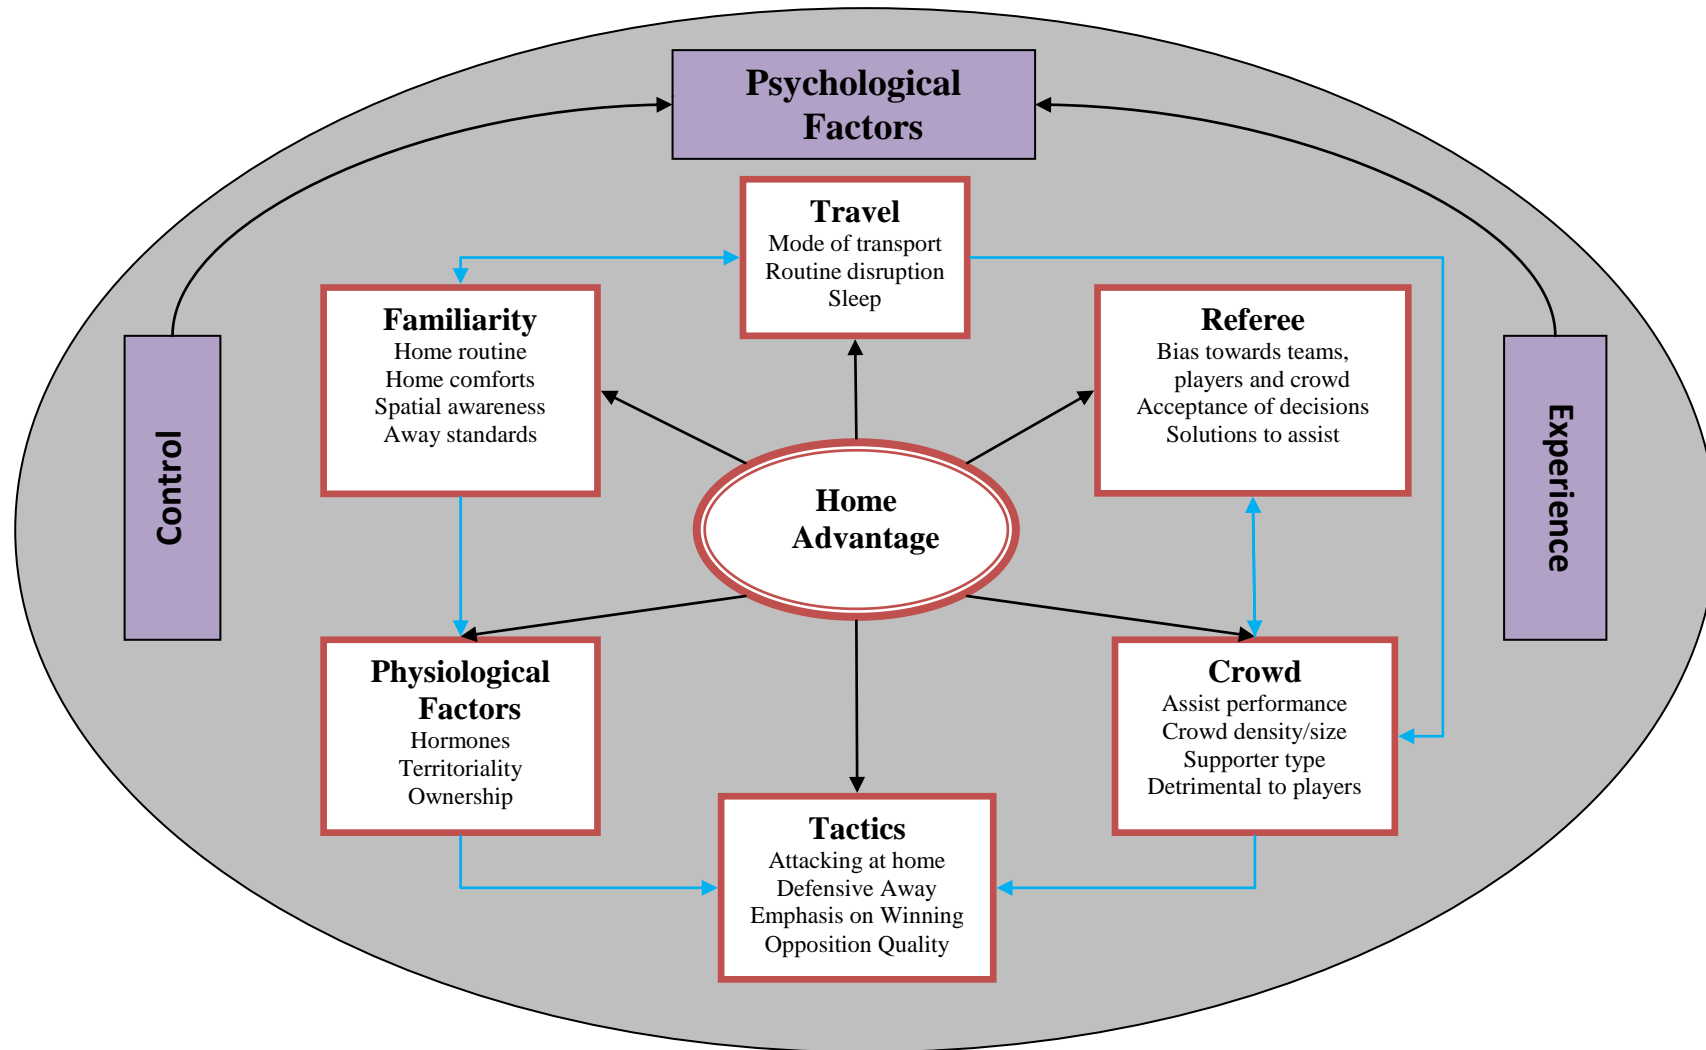 Psychological
Factors
Travel
Mode of transport
Routine disruption
Sleep
Familiarity
Home routine
Home comforts
Spatial awareness
Away standards
Referee
Bias towards teams,
players and crowd
Acceptance of decisions
Solutions to assist
Control
Home
Advantage
Experience
Physiological
Factors
Hormones
Territoriality
Ownership
Crowd
Assist performance
Crowd density/size
Supporter type
Detrimental to players
Tactics
Attacking at home
Defensive Away
Emphasis on Winning
Opposition Quality